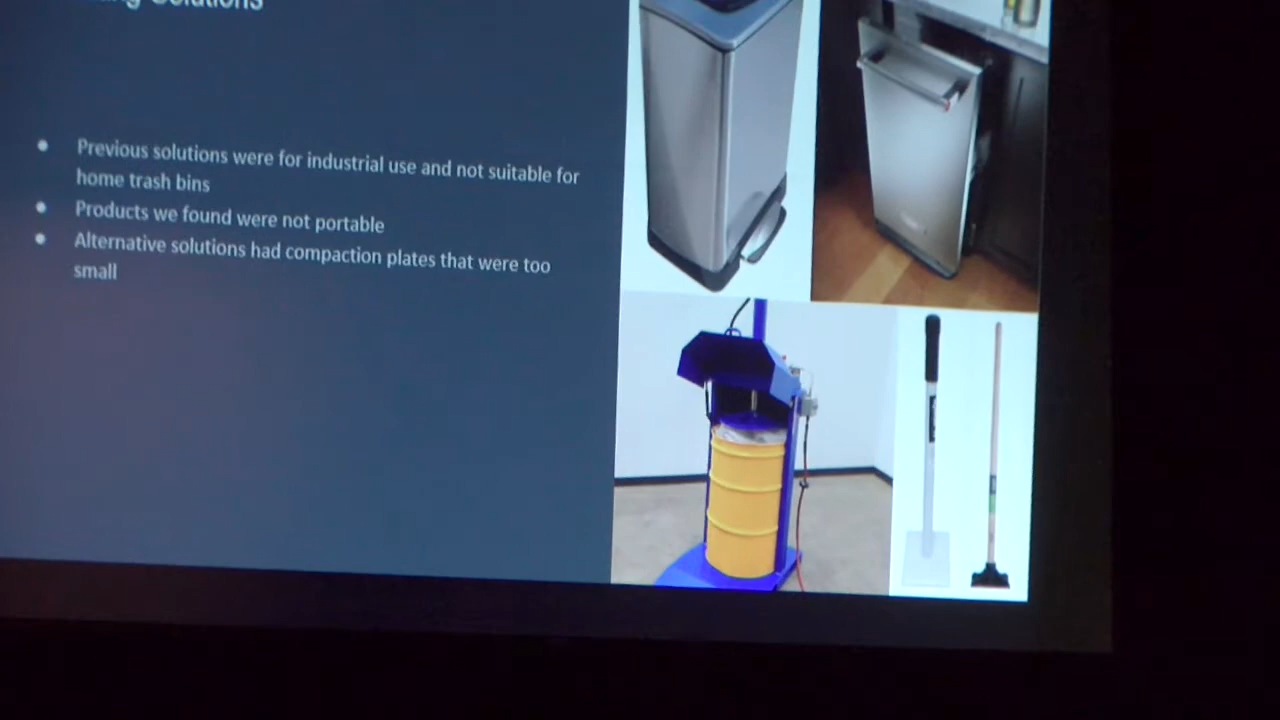 Solutions
Previous solutions were for industrial use and not suitable for
home trash bins
Products we found were not portable
Alternative solutions had compaction plates that were too
small